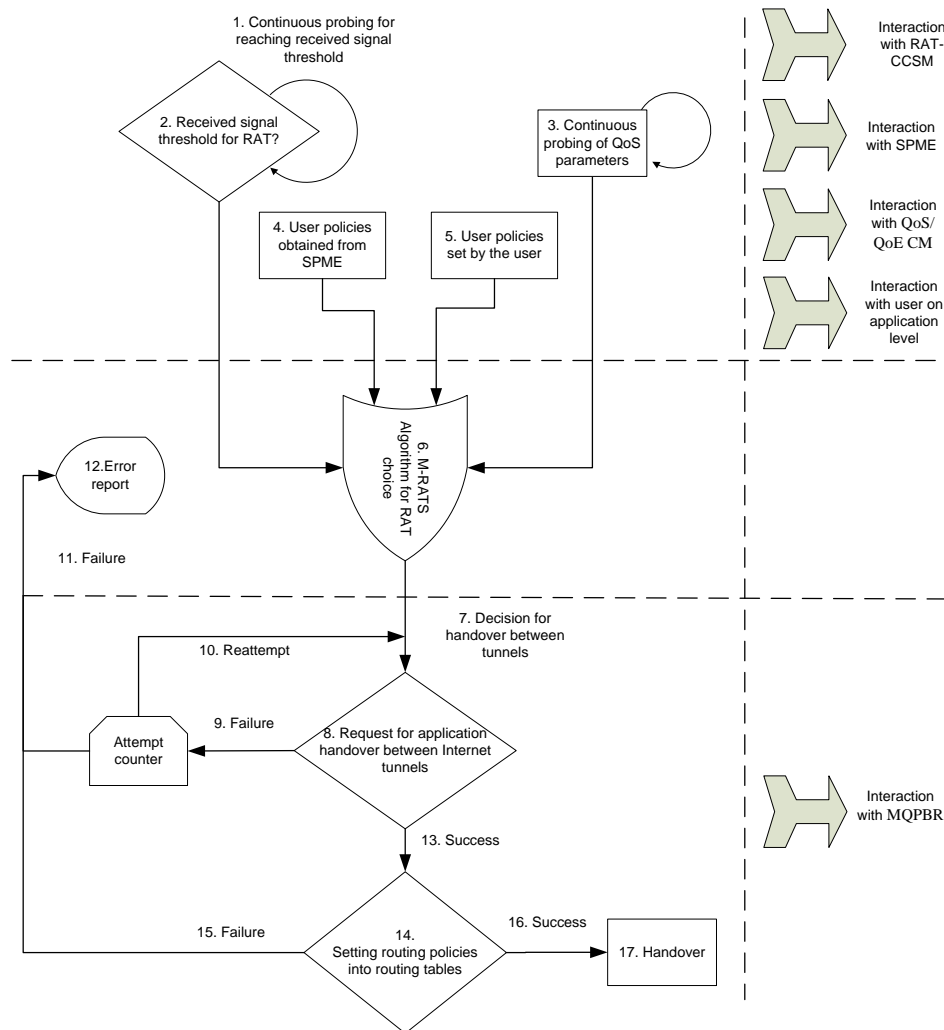 1. Continuous probing for
reaching received signal
threshold
2. Received signal
threshold for RAT?
3. Continuous
probing of QoS
parameters
4. User policies
obtained from
SPME
5. User policies
set by the user
Interaction
with RAT-
CCSM
Interaction
with SPME
Interaction
with QoS/
QoE CM
Interaction
with user on
application
level
6. M-RATS
Algorithm for RAT
choice
12.Error
report
11. Failure
7. Decision for
handover between
tunnels
10. Reattempt
9. Failure
Attempt
counter
8. Request for application
handover between Internet
tunnels
Interaction
with MQPBR
13. Success
15. Failure
14.
Setting routing policies
into routing tables
16. Success
17. Handover